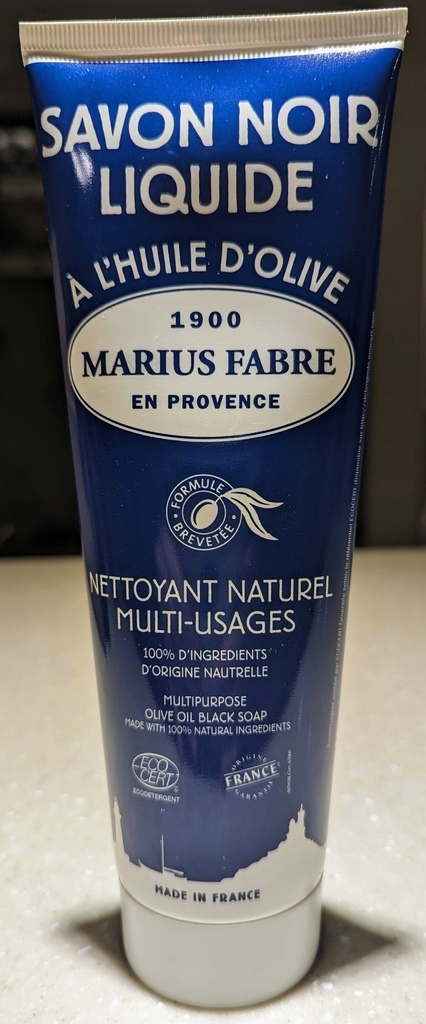 SAVON NOIR
LIQUIDE
À L'HUILE D'OLIVE
1900
MARIUS FABRE
EN PROVENCE
FORMULE
BREVETÉE
NETTOYANT NATUREL
MULTI-USAGES
100% D'INGREDIENTS
D'ORIGINE NAUTRELLE
MULTIPURPOSE
OLIVE OIL BLACK SOAP
MADE WITH 100% NATURAL INGREDIENTS
ECO
CERT
ECODETERGENT
ORIGINE
FRANCE
GARANTIE
MADE IN FRANCE